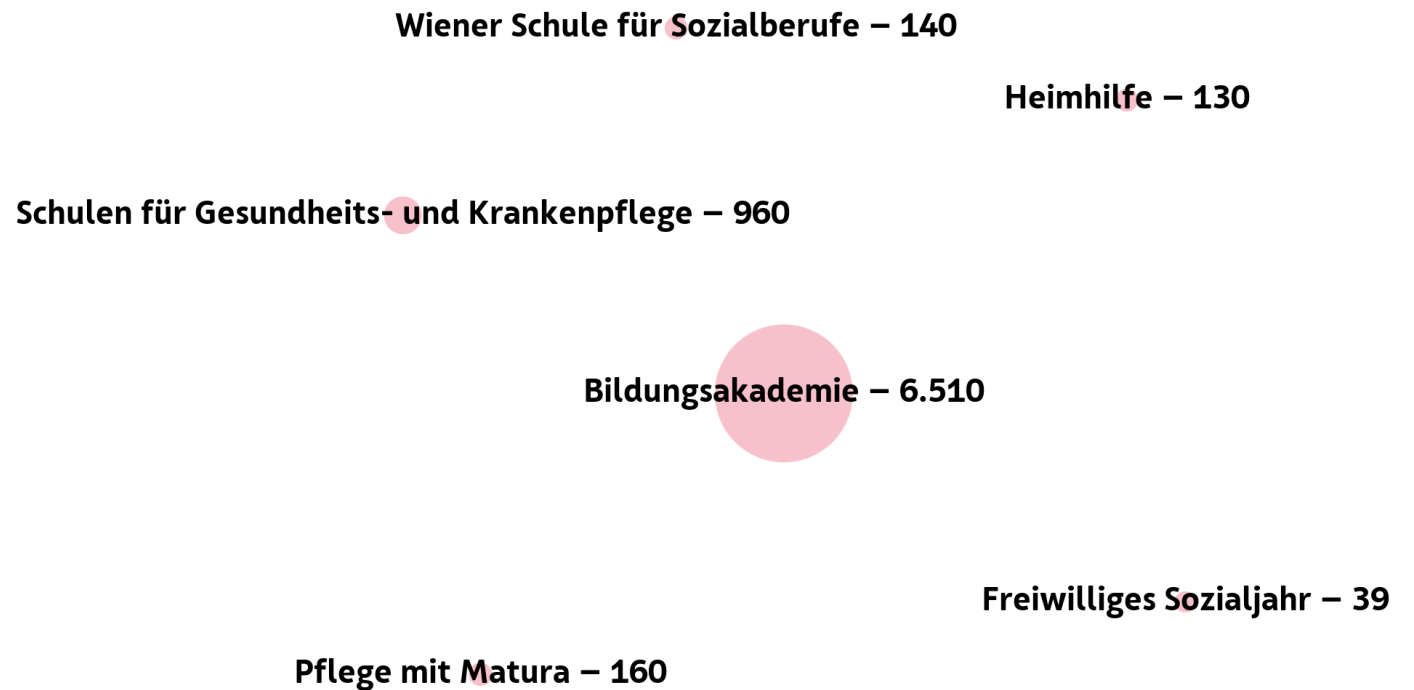 Wiener Schule für Sozialberufe – 140
Heimhilfe – 130
Schulen für Gesundheits- und Krankenpflege – 960
Bildungsakademie – 6.510
Freiwilliges Sozialjahr – 39
Pflege mit Matura – 160